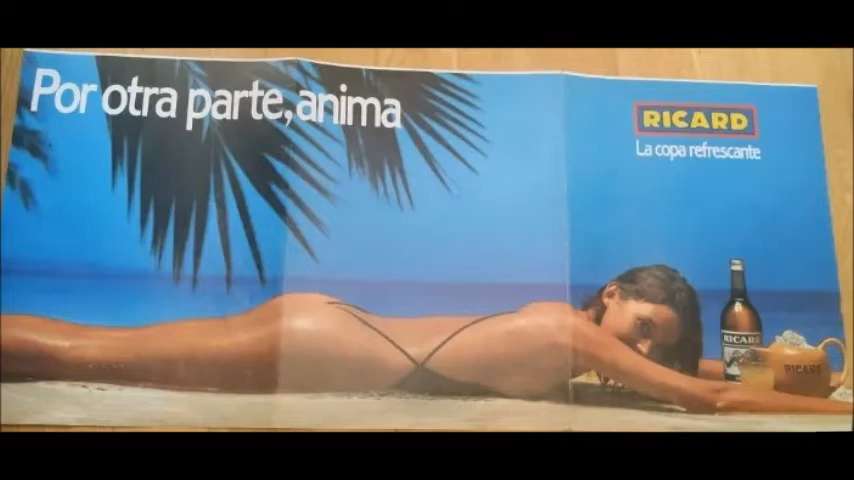 Por otra parte, anima
RICARD
La copa refrescante
RICARD
RICARD